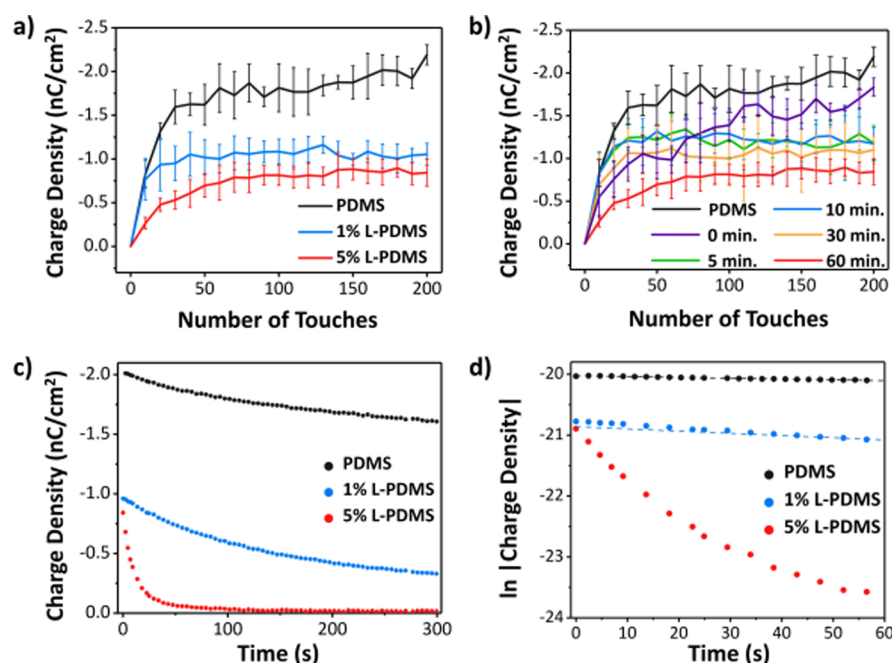 a)
Charge Density (nC/cm²)
-2.5
-2.0
-1.5
-1.0
-0.5
0.0
PDMS
1% L-PDMS
5% L-PDMS
0 50 100 150 200
Number of Touches
b)
Charge Density (nC/cm²)
-2.5
-2.0
-1.5
-1.0
-0.5
0.0
PDMS 10 min.
0 min. 30 min.
5 min. 60 min.
0 50 100 150 200
Number of Touches
c)
Charge Density (nC/cm²)
-2.0
-1.5
-1.0
-0.5
0.0
PDMS
1% L-PDMS
5% L-PDMS
0 100 200 300
Time (s)
d)
ln |Charge Density|
-20
-21
-22
-23
-24
PDMS
1% L-PDMS
5% L-PDMS
0 10 20 30 40 50 60
Time (s)